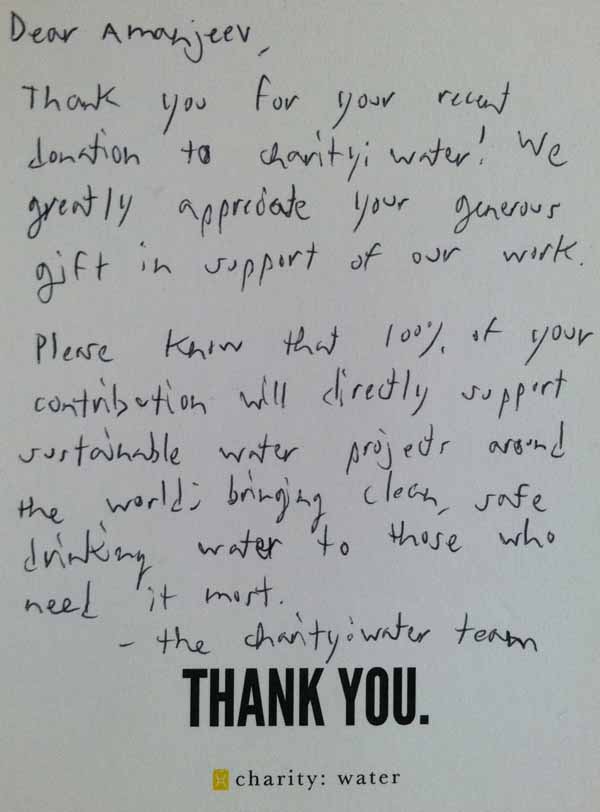 Dear Amanjeev,
Thank you for your recent
donation to charity: water! We
greatly appreciate your generous
gift in support of our work.
Please know that 100% of your
contribution will directly support
sustainable water projects around
the world; bringing clean, safe
drinking water to those who
need it most.
- the charity:water team
THANK YOU.
charity: water